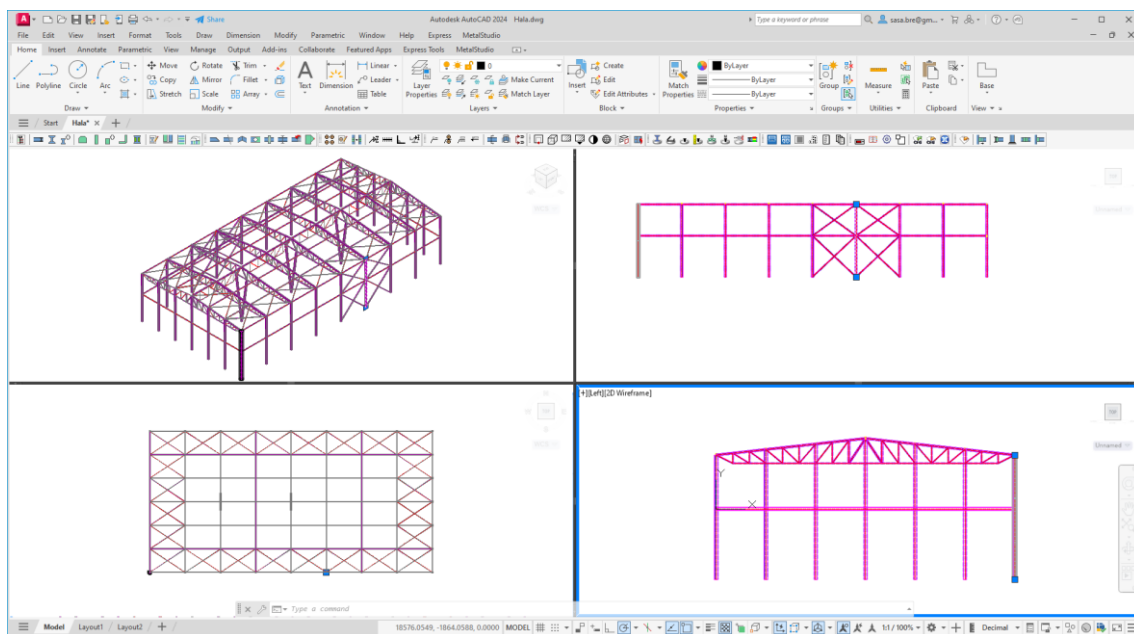 Share
Autodesk AutoCAD 2024 Hala.dwg
Type a keyword or phrase
sasa.bre@gm...
File Edit View Insert Format Tools Draw Dimension Modify Parametric Window Help Express MetalStudio
Home Insert Annotate Parametric View Manage Output Add-ins Collaborate Featured Apps Express Tools MetalStudio
Move Rotate Trim Linear 0 Create ByLayer
Line Polyline Circle Arc Copy Mirror Fillet Text Dimension Leader Layer Properties Make Current Insert Edit Match Properties ByLayer Group Measure Paste Base
Stretch Scale Array Table Match Layer Edit Attributes ByLayer
Draw Modify Annotation Layers Block Properties Groups Utilities Clipboard View
Start Hala*
[+][Left][2D Wireframe]
Unnamed
Y
X
Type a command
Model Layout1 Layout2 18576.0549, -1864.0588, 0.0000 MODEL 1:1 / 100% Decimal